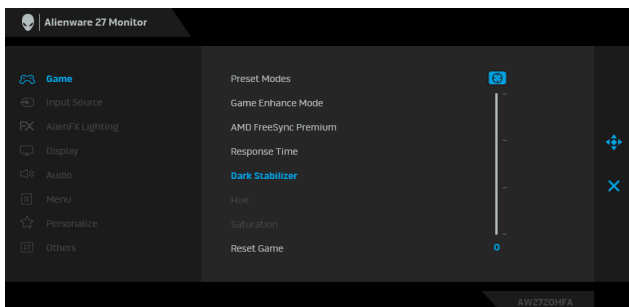 Alienware 27 Monitor
Game
Input Source
AlienFX Lighting
Display
Audio
Menu
Personalize
Others
Preset Modes
Game Enhance Mode
AMD FreeSync Premium
Response Time
Dark Stabilizer
Hue
Saturation
Reset Game
0
AW2720HFA